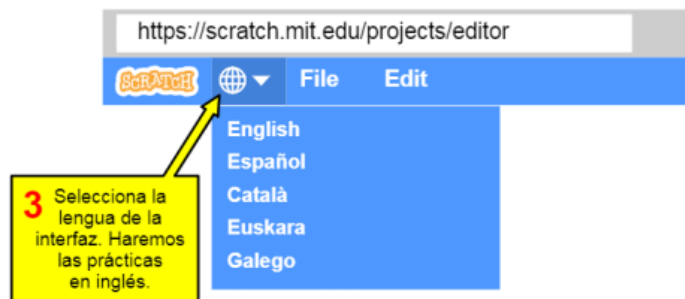 https://scratch.mit.edu/projects/editor
SCRATCH File Edit
English
Español
Català
Euskara
Galego
3 Selecciona la
lengua de la
interfaz. Haremos
las prácticas
en inglés.